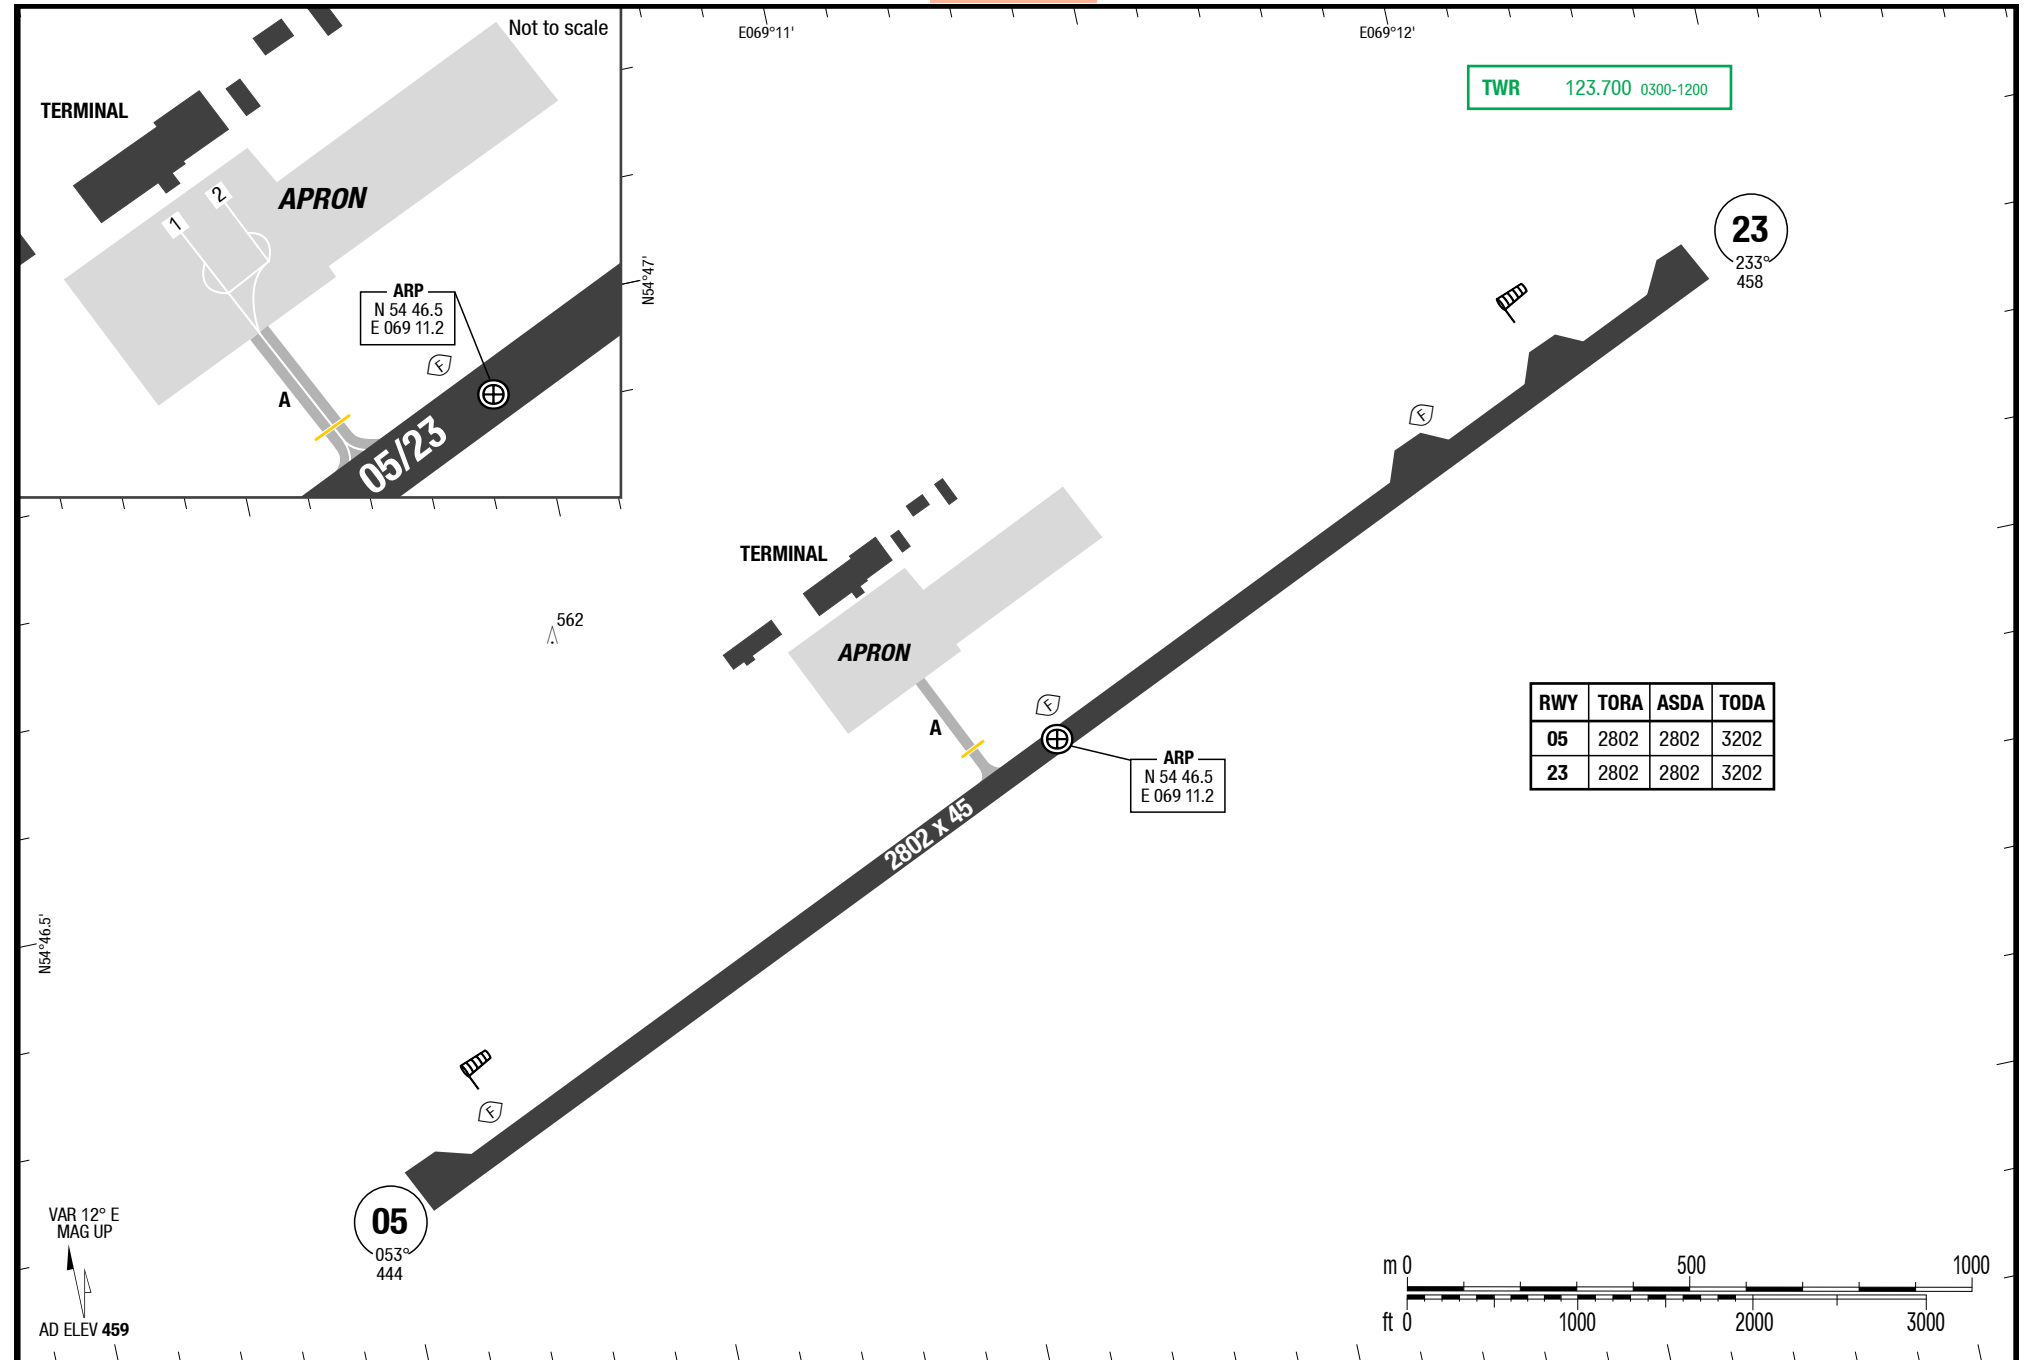 Not to scale
TERMINAL
APRON
1
2
ARP
N 54 46.5
E 069 11.2
F
A
05/23
E069°11'
E069°12'
TWR 123.700 0300-1200
N54°47'
23
233°
458
F
TERMINAL
APRON
562
F
A
ARP
N 54 46.5
E 069 11.2
2802 x 45
RWY TORA ASDA TODA
05 2802 2802 3202
23 2802 2802 3202
N54°46.5'
F
05
053°
444
VAR 12° E
MAG UP
AD ELEV 459
m 0 500 1000
ft 0 1000 2000 3000